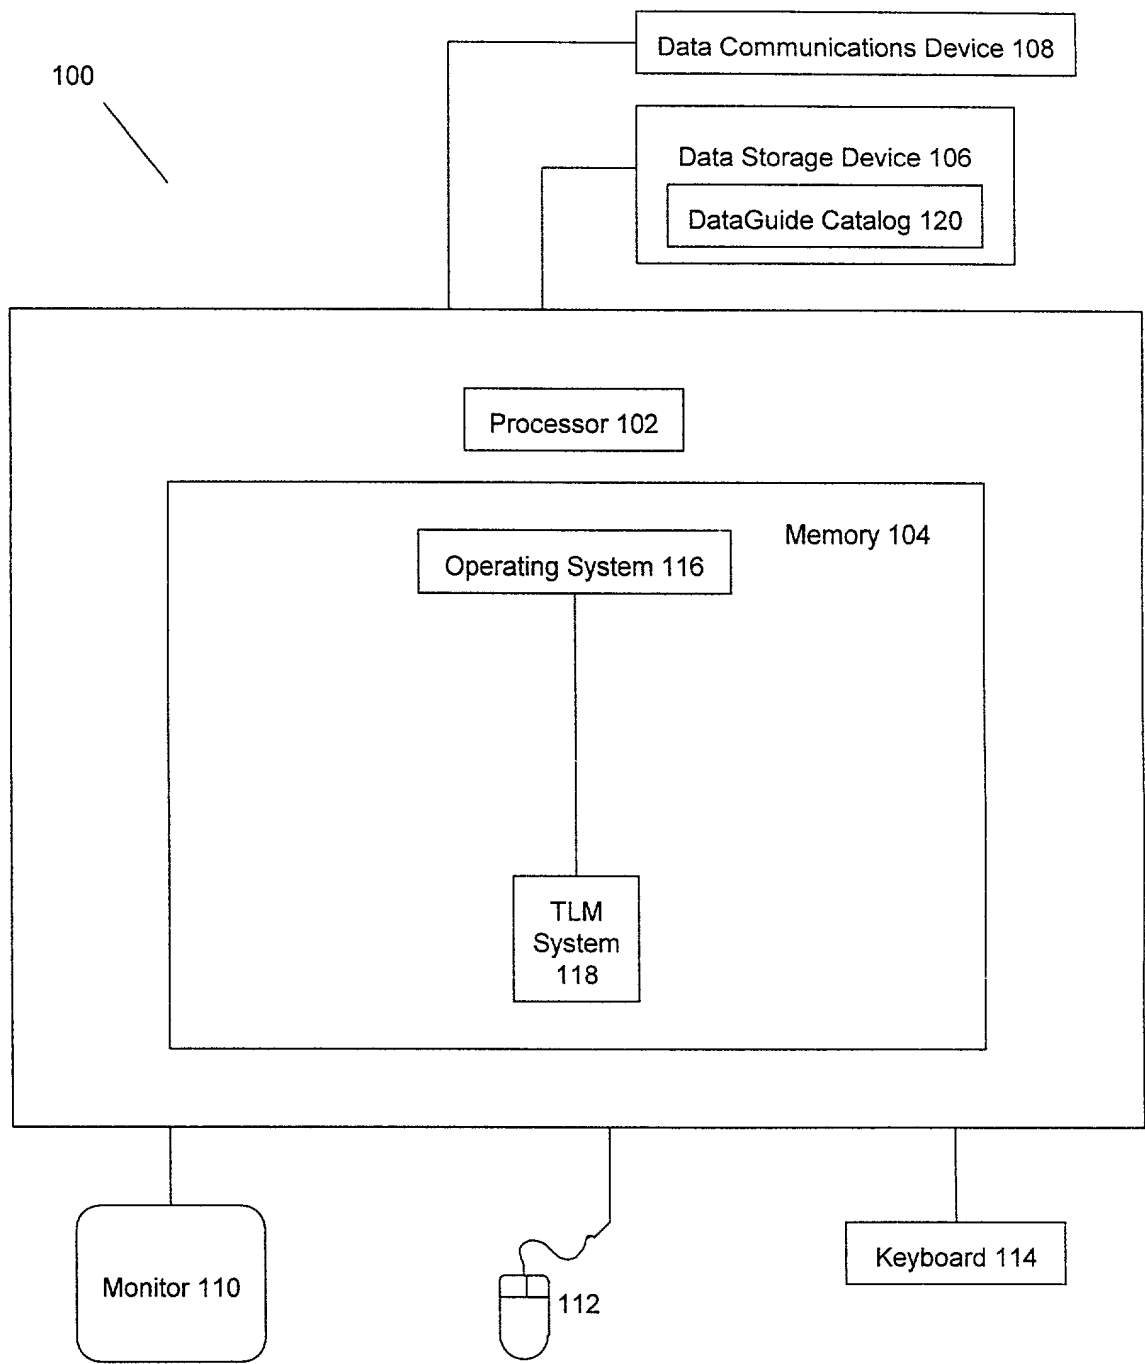 Data Communications Device 108
100
Data Storage Device 106
DataGuide Catalog 120
Processor 102
Memory 104
Operating System 116
TLM
System
118
Monitor 110
112
Keyboard 114